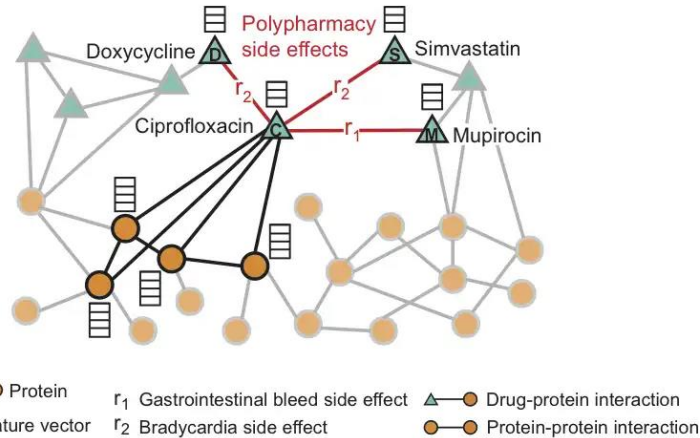 Polypharmacy
side effects
Doxycycline
D
S
Simvastatin
r2
r2
Ciprofloxacin
C
r1
M
Mupirocin
Protein
r1 Gastrointestinal bleed side effect
Drug-protein interaction
ature vector
r2 Bradycardia side effect
Protein-protein interaction